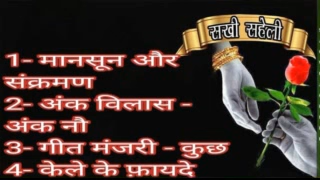 सखी सहेली
1- मानसून और
संक्रमण
2- अंक विलास -
अंक नौ
3- गीत मंजरी - कुछ
4- केले के फ़ायदे